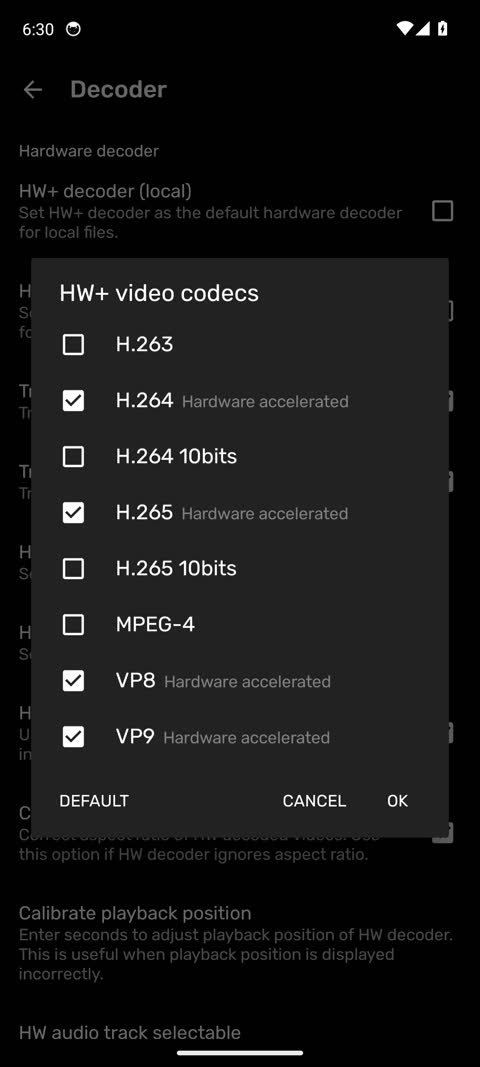 6:30
Decoder
Hardware decoder
HW+ decoder (local)
Set HW+ decoder as the default hardware decoder
for local files.
HW+ video codecs
H.263
H.264 Hardware accelerated
H.264 10bits
H.265 Hardware accelerated
H.265 10bits
MPEG-4
VP8 Hardware accelerated
VP9 Hardware accelerated
DEFAULT
CANCEL
OK
this option if HW decoder ignores aspect ratio.
Calibrate playback position
Enter seconds to adjust playback position of HW decoder.
This is useful when playback position is displayed
incorrectly.
HW audio track selectable